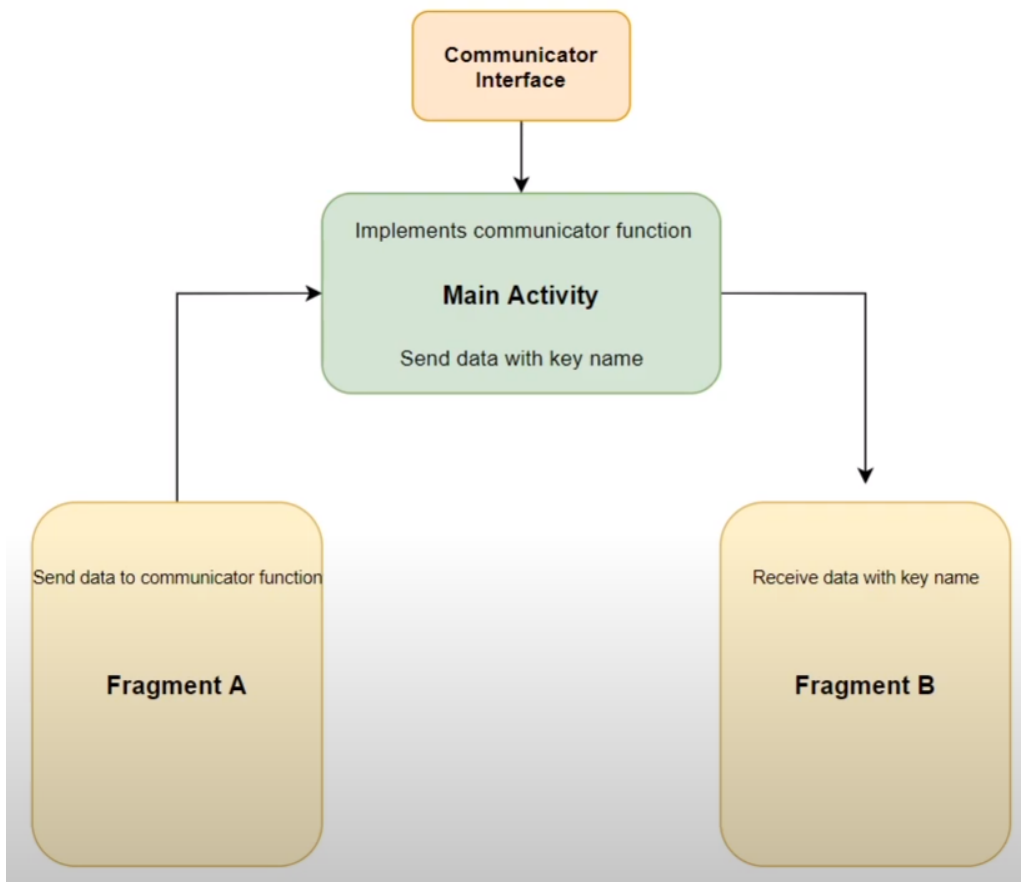 Communicator
Interface
Implements communicator function
Main Activity
Send data with key name
Send data to communicator function
Fragment A
Receive data with key name
Fragment B